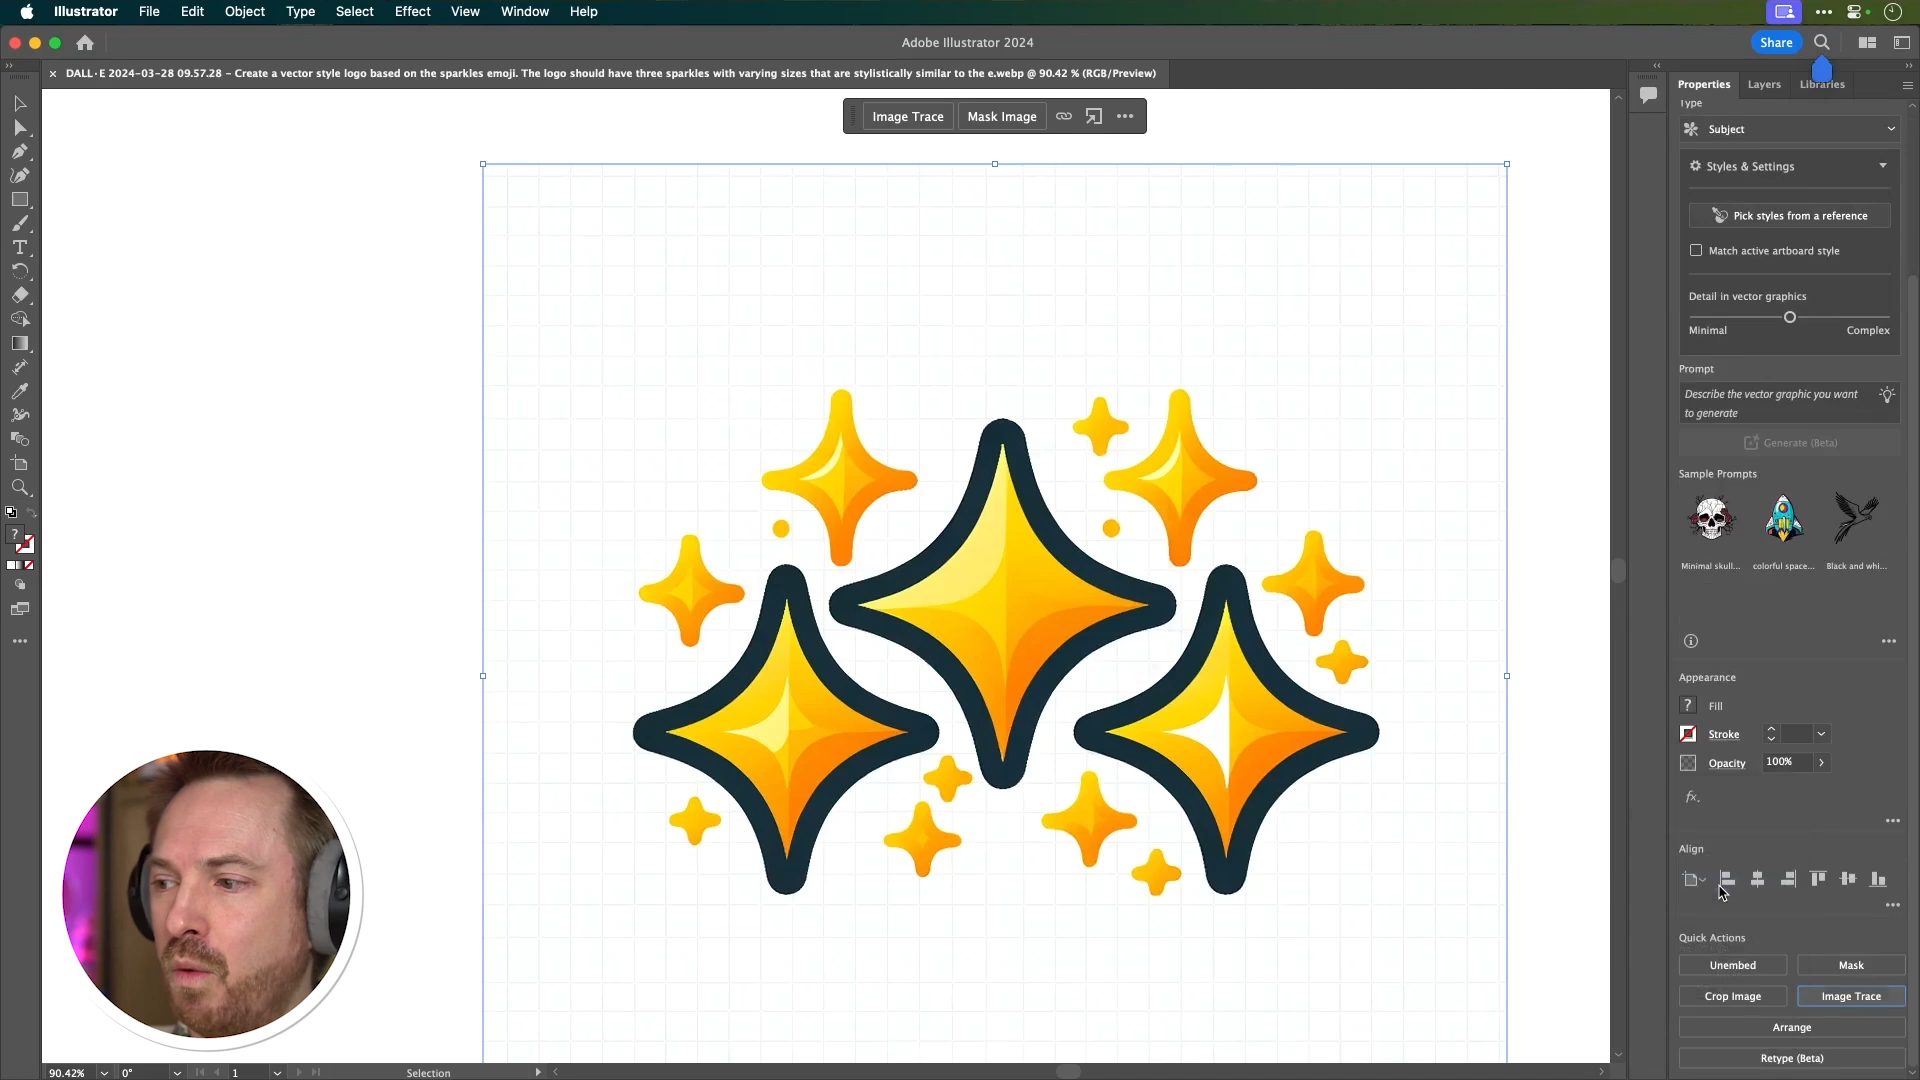 Illustrator File Edit Object Type Select Effect View Window Help
Adobe Illustrator 2024
Share
× DALL·E 2024-03-28 09.57.28 – Create a vector style logo based on the sparkles emoji. The logo should have three sparkles with varying sizes that are stylistically similar to the e.webp @ 90.42 % (RGB/Preview)
Properties Layers Libraries
Type
Image Trace Mask Image
Subject
Styles & Settings
Pick styles from a reference
Match active artboard style
Detail in vector graphics
Minimal Complex
Prompt
Describe the vector graphic you want
to generate
Generate (Beta)
Sample Prompts
Minimal skull... colorful space... Black and whi...
Appearance
? Fill
Stroke
Opacity 100%
fx.
Align
Quick Actions
Unembed Mask
Crop Image Image Trace
Arrange
Retype (Beta)
90.42% 0° 1 Selection